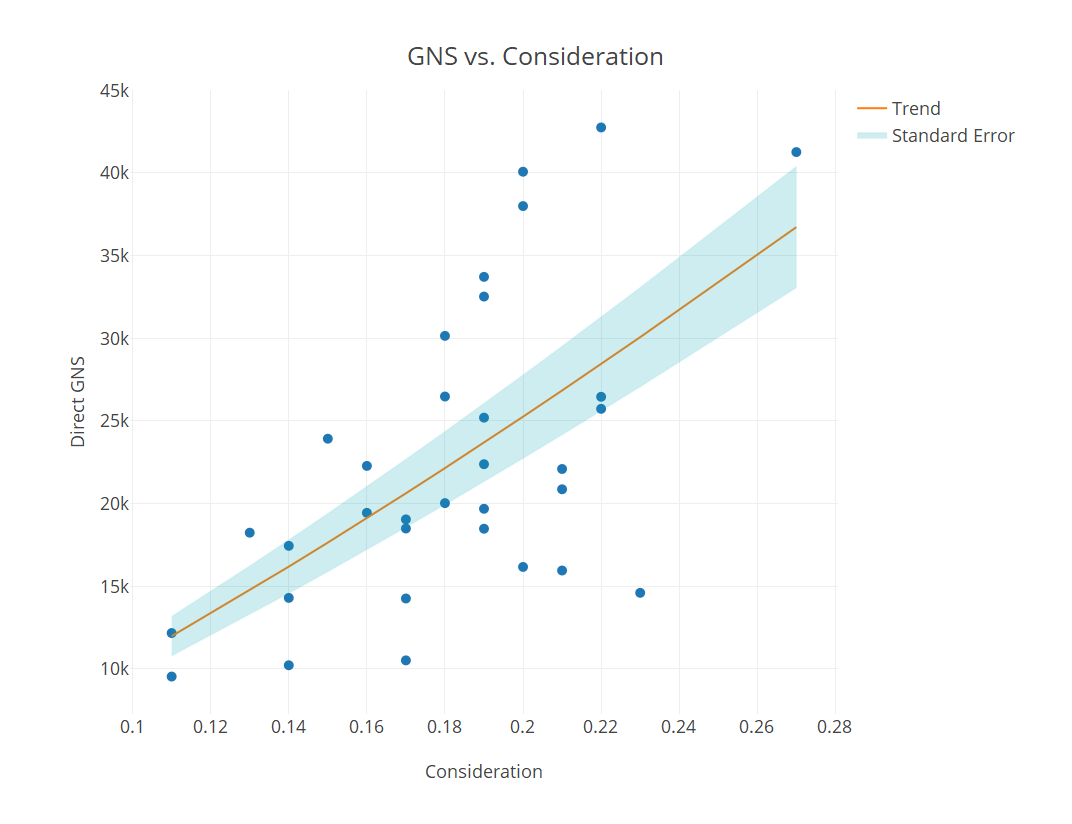 GNS vs. Consideration
Trend
Standard Error
45k
40k
35k
30k
25k
20k
15k
10k
Direct GNS
0.1 0.12 0.14 0.16 0.18 0.2 0.22 0.24 0.26 0.28
Consideration